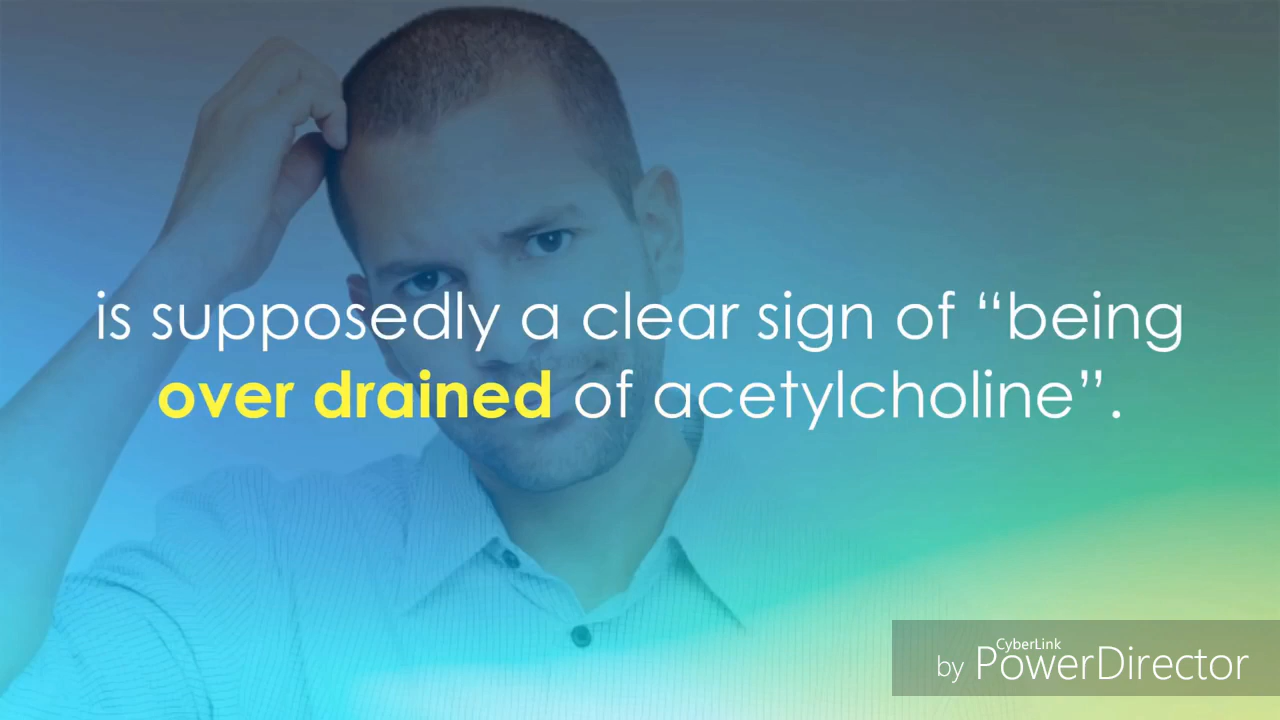 is supposedly a clear sign of “being
over drained of acetylcholine”.
CyberLink
by PowerDirector